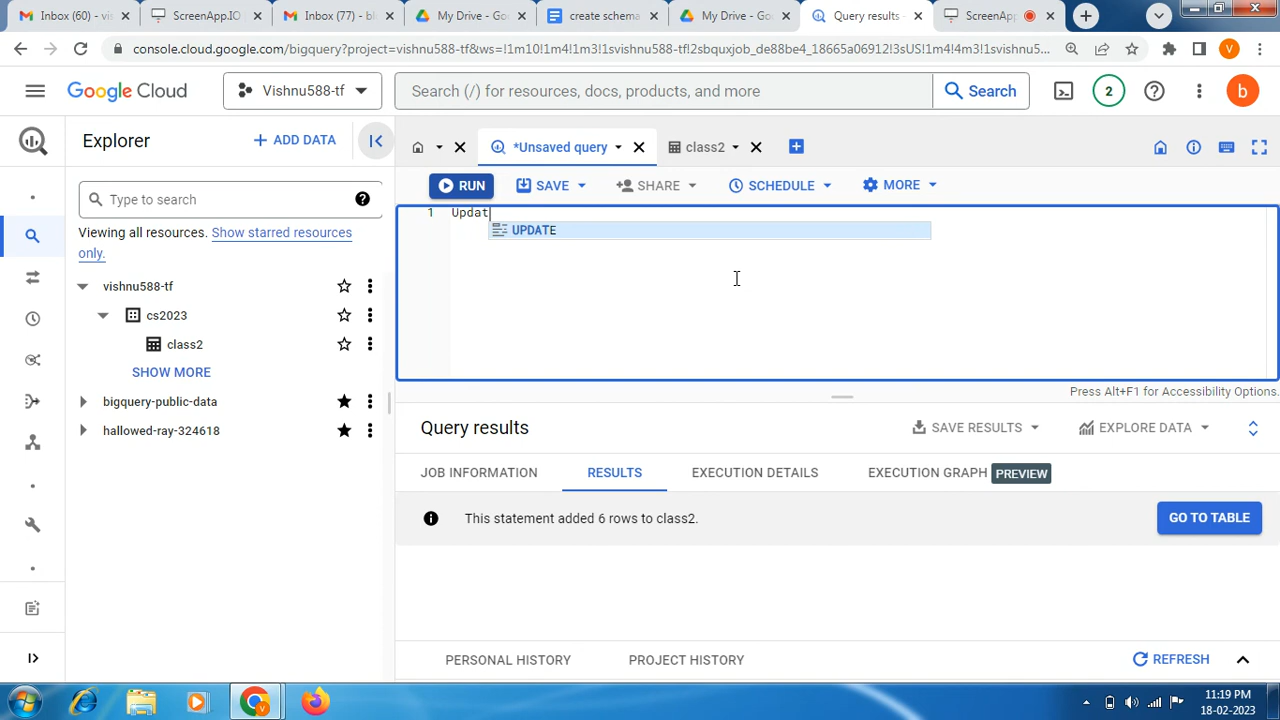 Inbox (60) - vis
ScreenApp.IO
Inbox (77) - bl
My Drive - Goo
create schema
My Drive - Goo
Query results -
ScreenApp.
console.cloud.google.com/bigquery?project=vishnu588-tf&ws=!1m10!1m4!1m3!1svishnu588-tf!2sbquxjob_de88be4_18665a06912!3sUS!1m4!4m3!1svishnu5...
V
Google Cloud
Vishnu588-tf
Search (/) for resources, docs, products, and more
Search
2
b
Explorer
+ ADD DATA
*Unsaved query
class2
RUN
SAVE
SHARE
SCHEDULE
MORE
Type to search
Viewing all resources. Show starred resources
only.
vishnu588-tf
cs2023
class2
SHOW MORE
bigquery-public-data
hallowed-ray-324618
1 Updat
UPDATE
Press Alt+F1 for Accessibility Options.
Query results
SAVE RESULTS
EXPLORE DATA
JOB INFORMATION
RESULTS
EXECUTION DETAILS
EXECUTION GRAPH PREVIEW
This statement added 6 rows to class2.
GO TO TABLE
PERSONAL HISTORY
PROJECT HISTORY
REFRESH
11:19 PM
18-02-2023